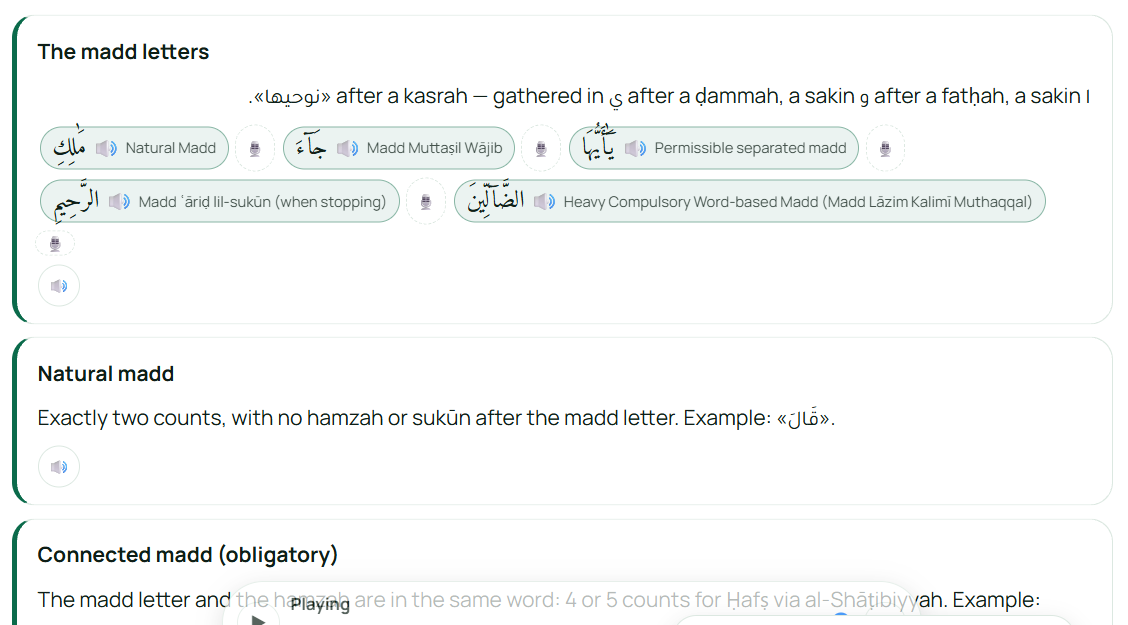 The madd letters
ا after a fatḥah, a sakin و after a ḍammah, a sakin ي after a kasrah — gathered in «نوحيها».
مَٰلِكِ Natural Madd
جَآءَ Madd Muttaṣil Wājib
يَٰٓأَيُّهَا Permissible separated madd
الرَّحِيمِ Madd ʿāriḍ lil-sukūn (when stopping)
الضَّآلِّينَ Heavy Compulsory Word-based Madd (Madd Lāzim Kalimī Muthaqqal)
Natural madd
Exactly two counts, with no hamzah or sukūn after the madd letter. Example: «قَالَ».
Connected madd (obligatory)
The madd letter and the hamzah are in the same word: 4 or 5 counts for Ḥafṣ via al-Shāṭibiyyah. Example:
Playing